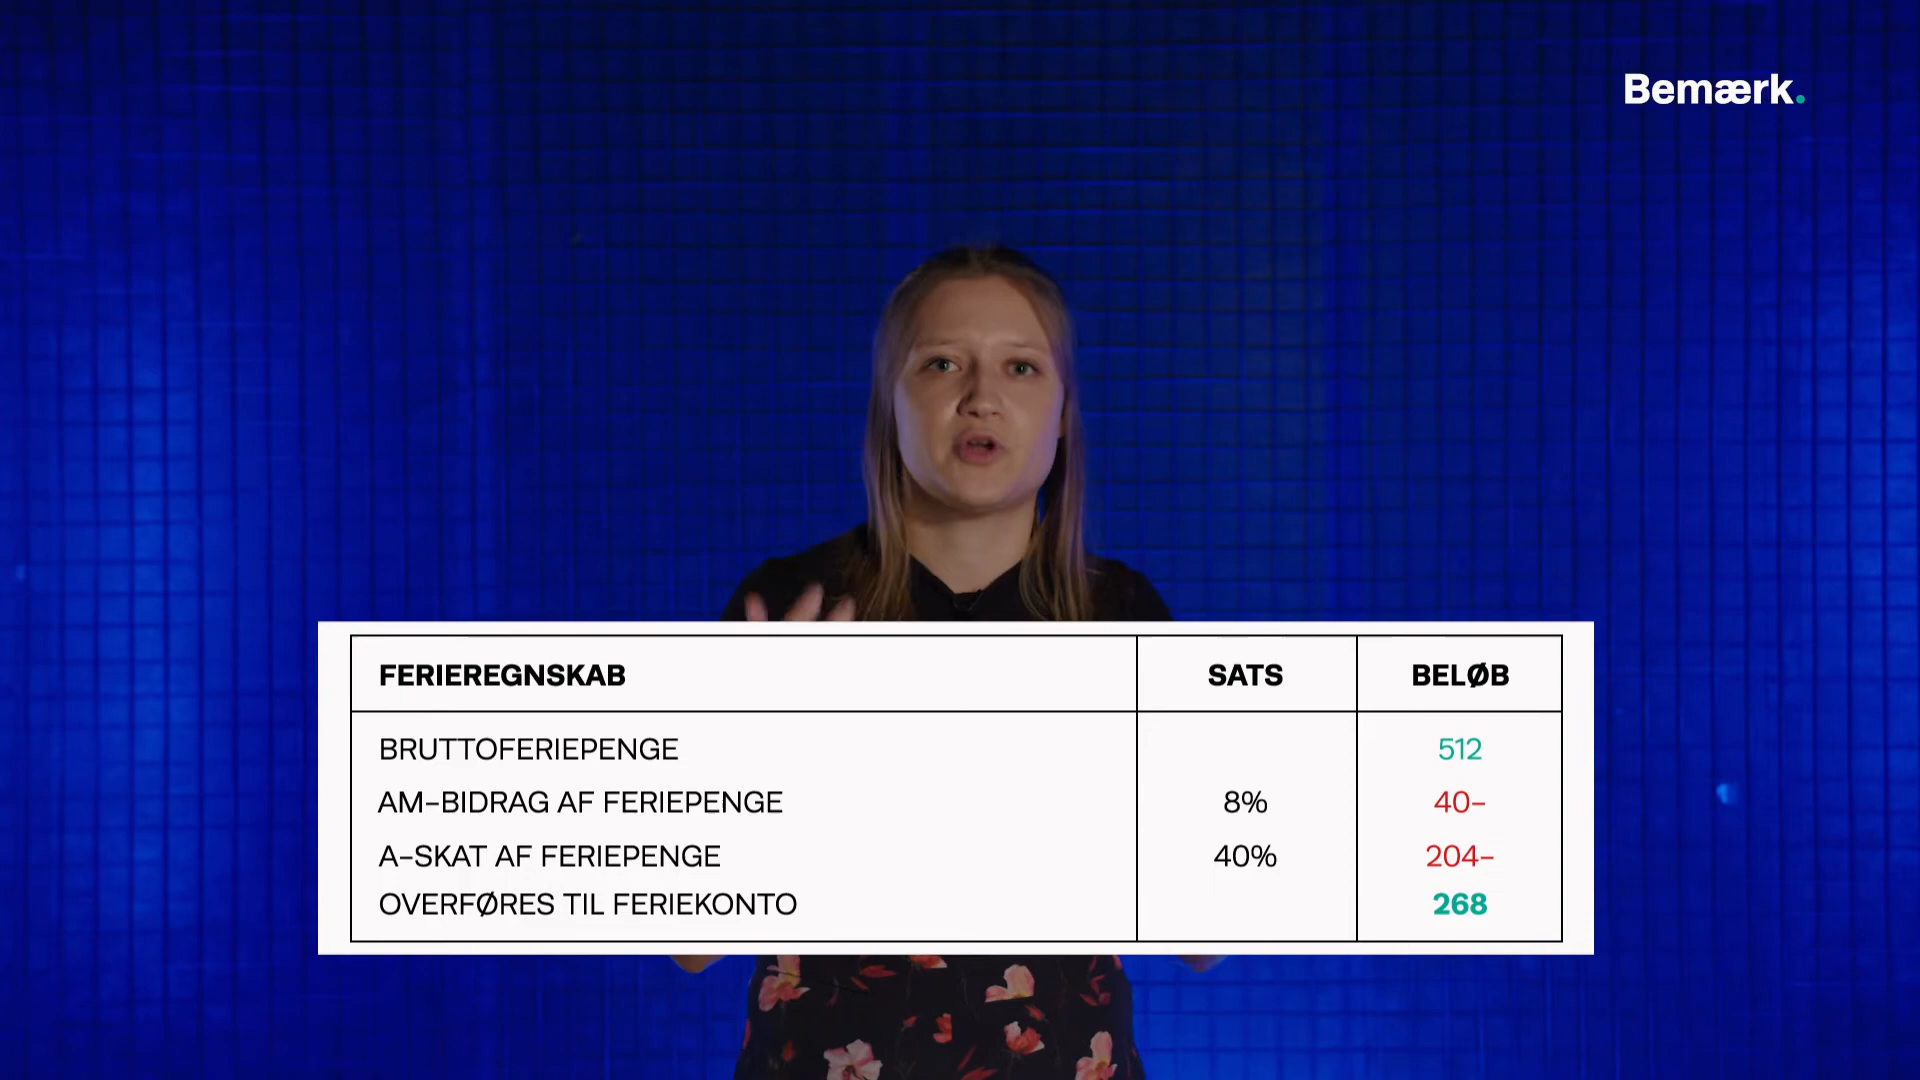 Bemærk.
FERIEREGNSKAB SATS BELØB
BRUTTOFERIEPENGE 512
AM-BIDRAG AF FERIEPENGE 8% 40-
A-SKAT AF FERIEPENGE 40% 204-
OVERFØRES TIL FERIEKONTO 268